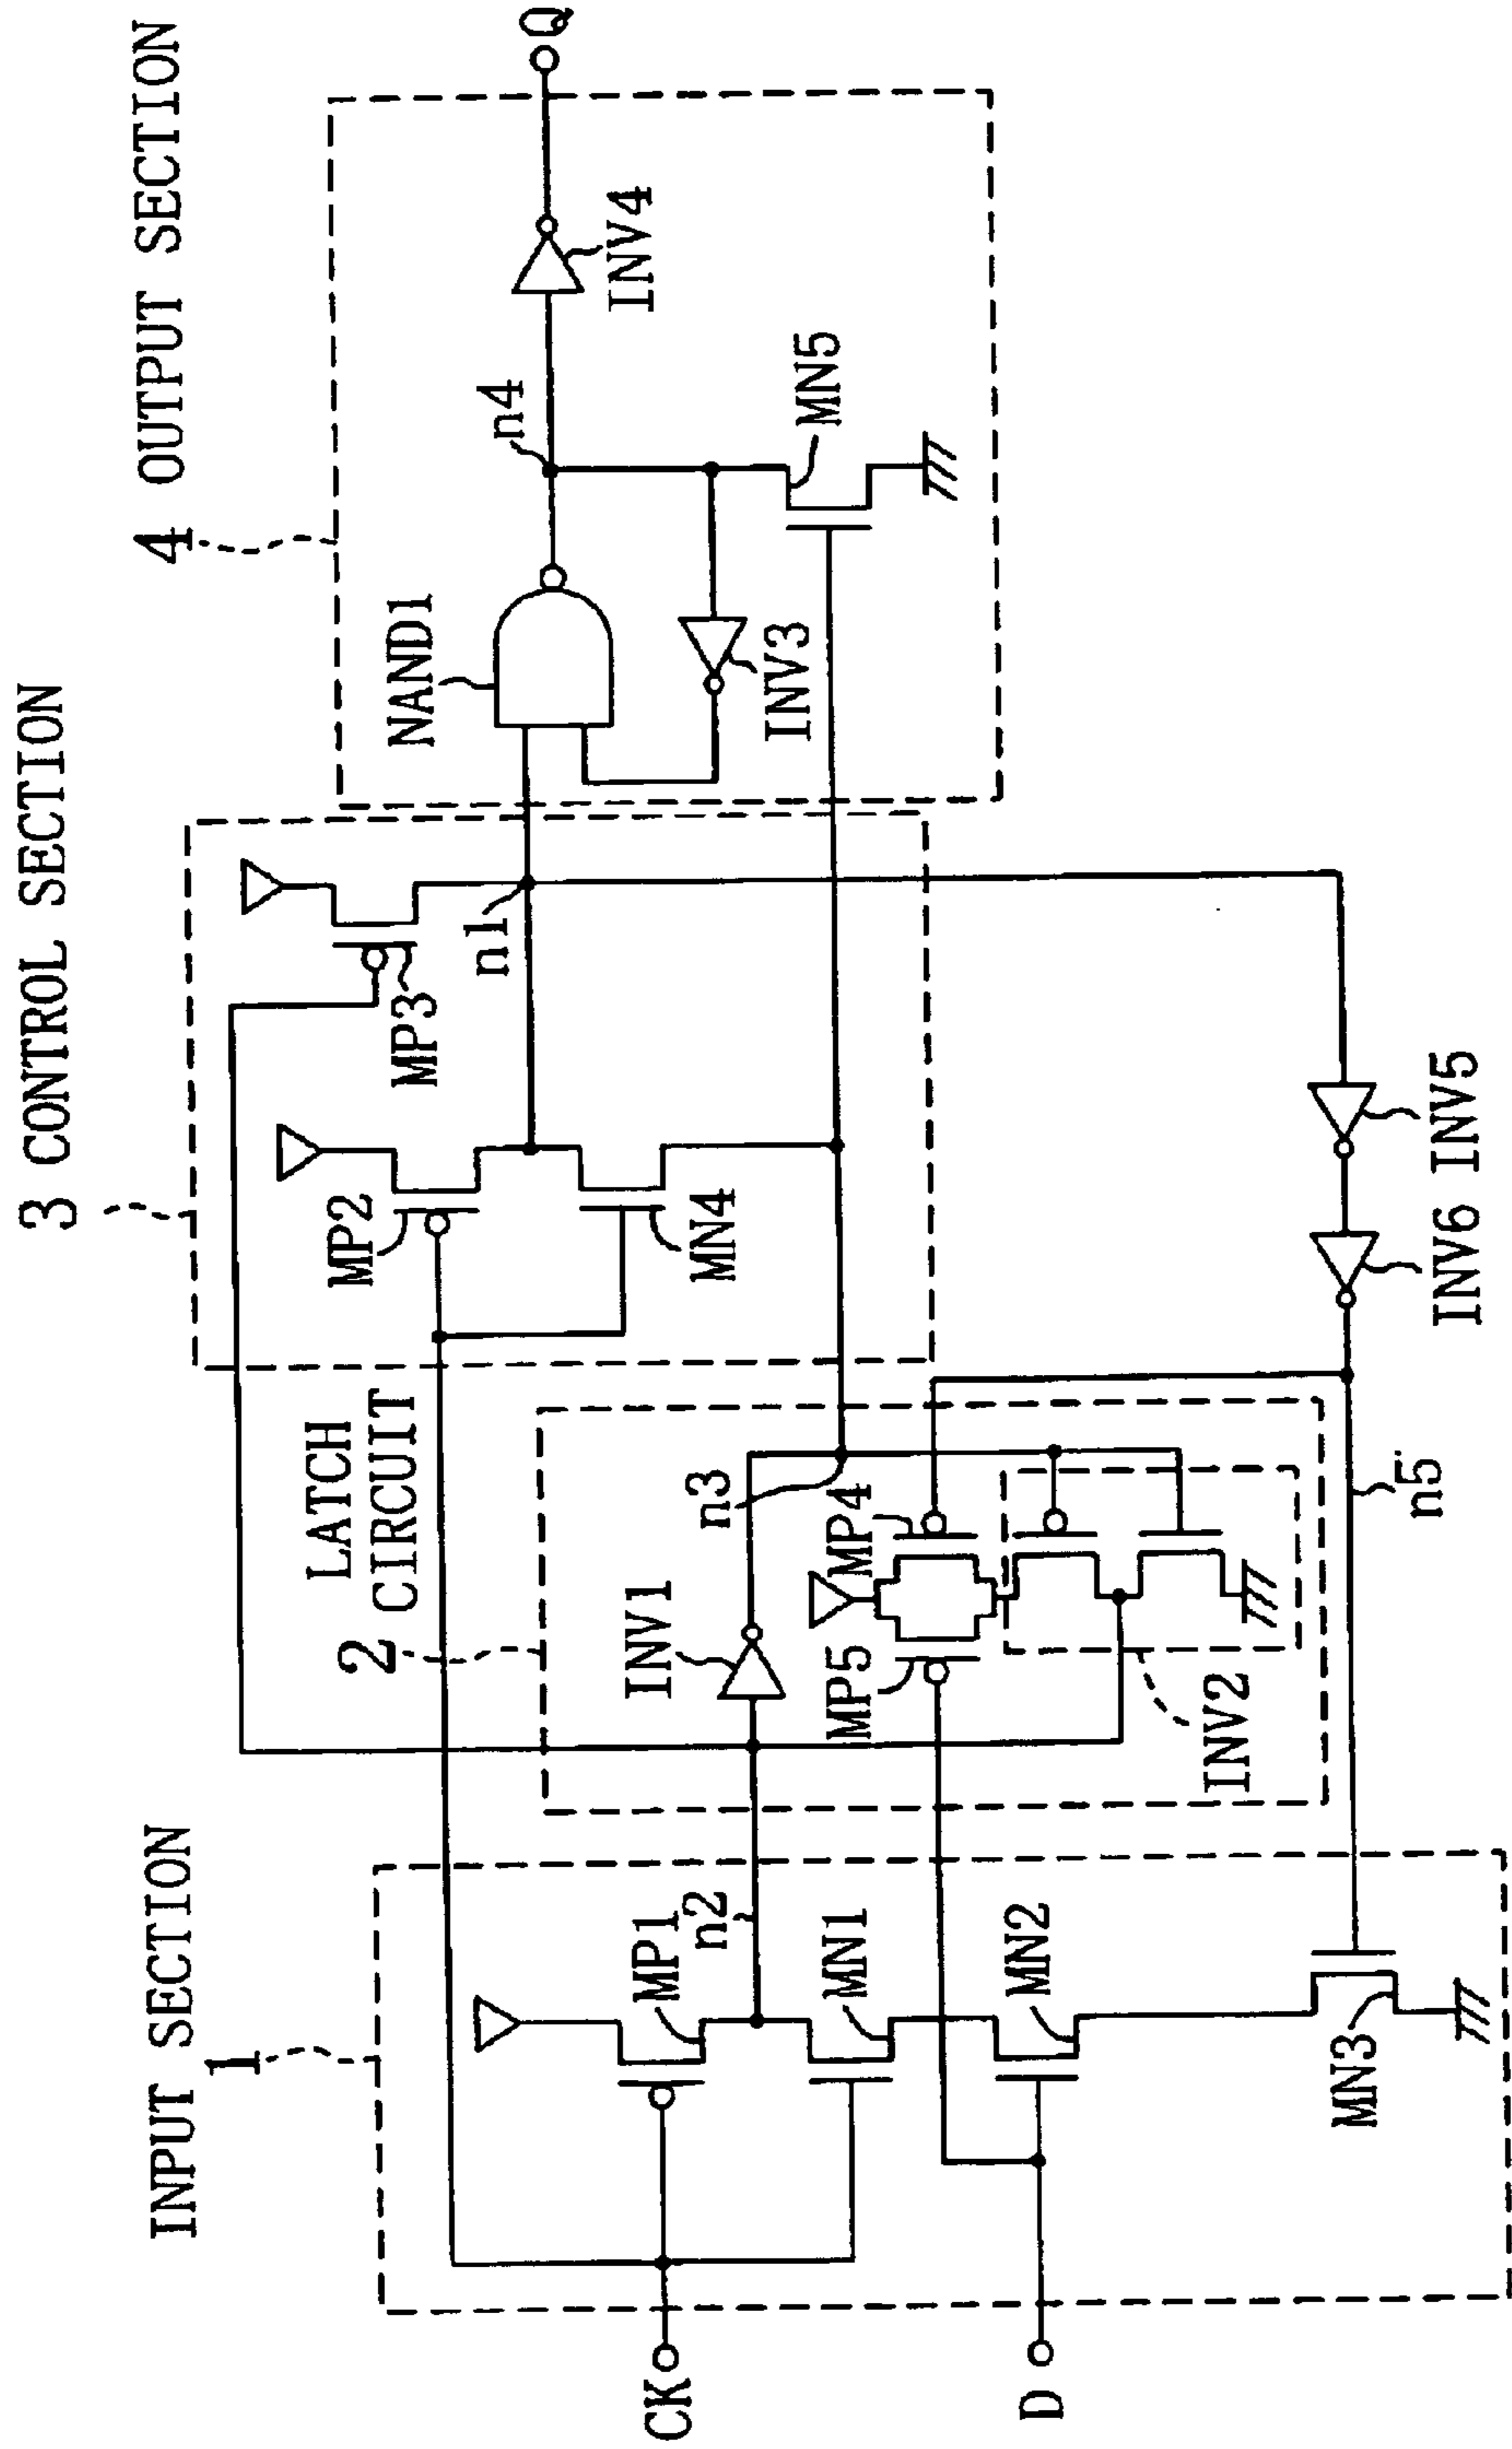 INPUT SECTION
1
LATCH
CIRCUIT
2
3 CONTROL SECTION
4 OUTPUT SECTION
CK
D
MP1
n2
MN1
MN2
MN3
INV1
n3
MP5
MP4
INV2
n5
MP2
MN4
MP3
n1
INV6
INV5
NAND1
INV3
n4
MN5
INV4
Q